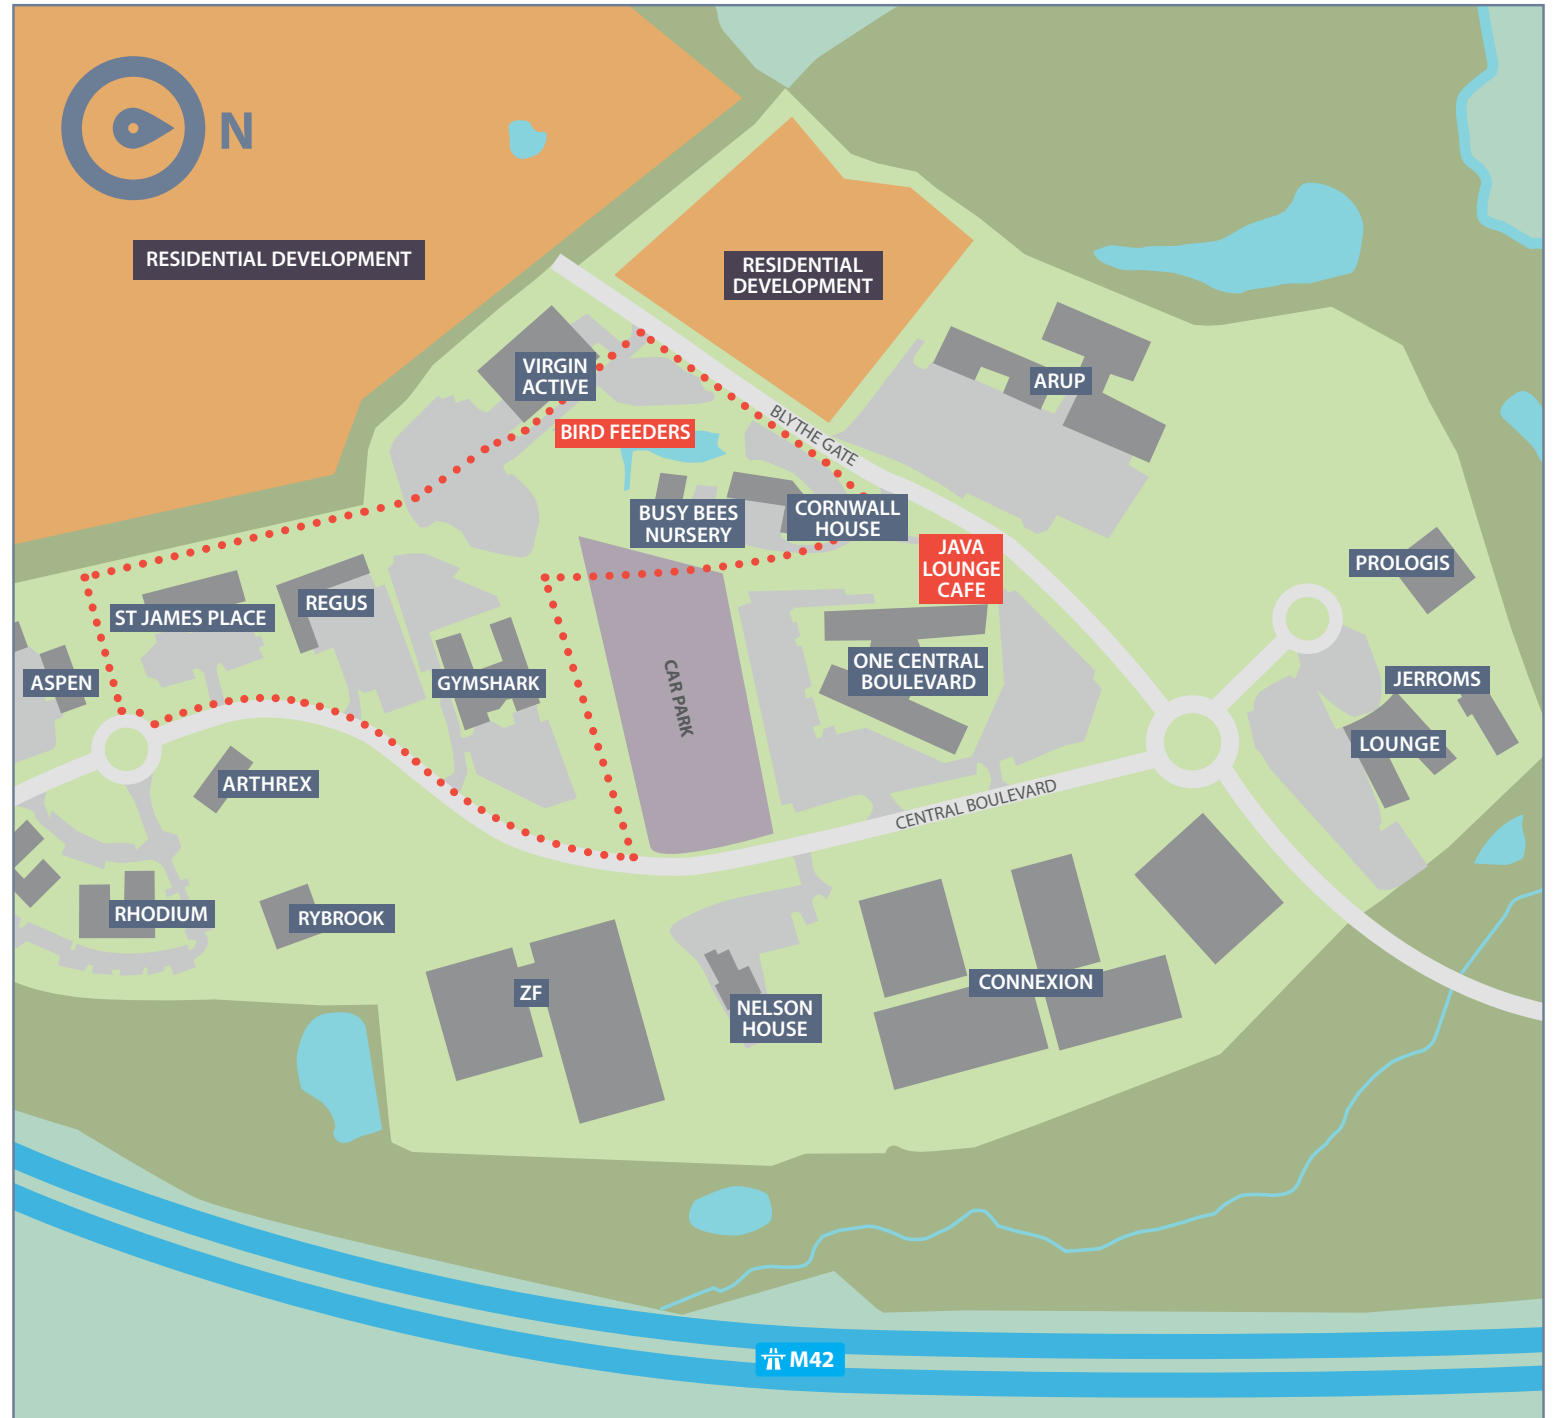 N
RESIDENTIAL DEVELOPMENT
RESIDENTIAL
DEVELOPMENT
VIRGIN
ACTIVE
ARUP
BIRD FEEDERS
BLYTHE GATE
BUSY BEES
NURSERY
CORNWALL
HOUSE
JAVA
LOUNGE
CAFE
PROLOGIS
REGUS
ST JAMES PLACE
ASPEN
GYMSHARK
CAR PARK
ONE CENTRAL
BOULEVARD
JERROMS
LOUNGE
ARTHREX
CENTRAL BOULEVARD
RHODIUM
RYBROOK
ZF
NELSON
HOUSE
CONNEXION
M42